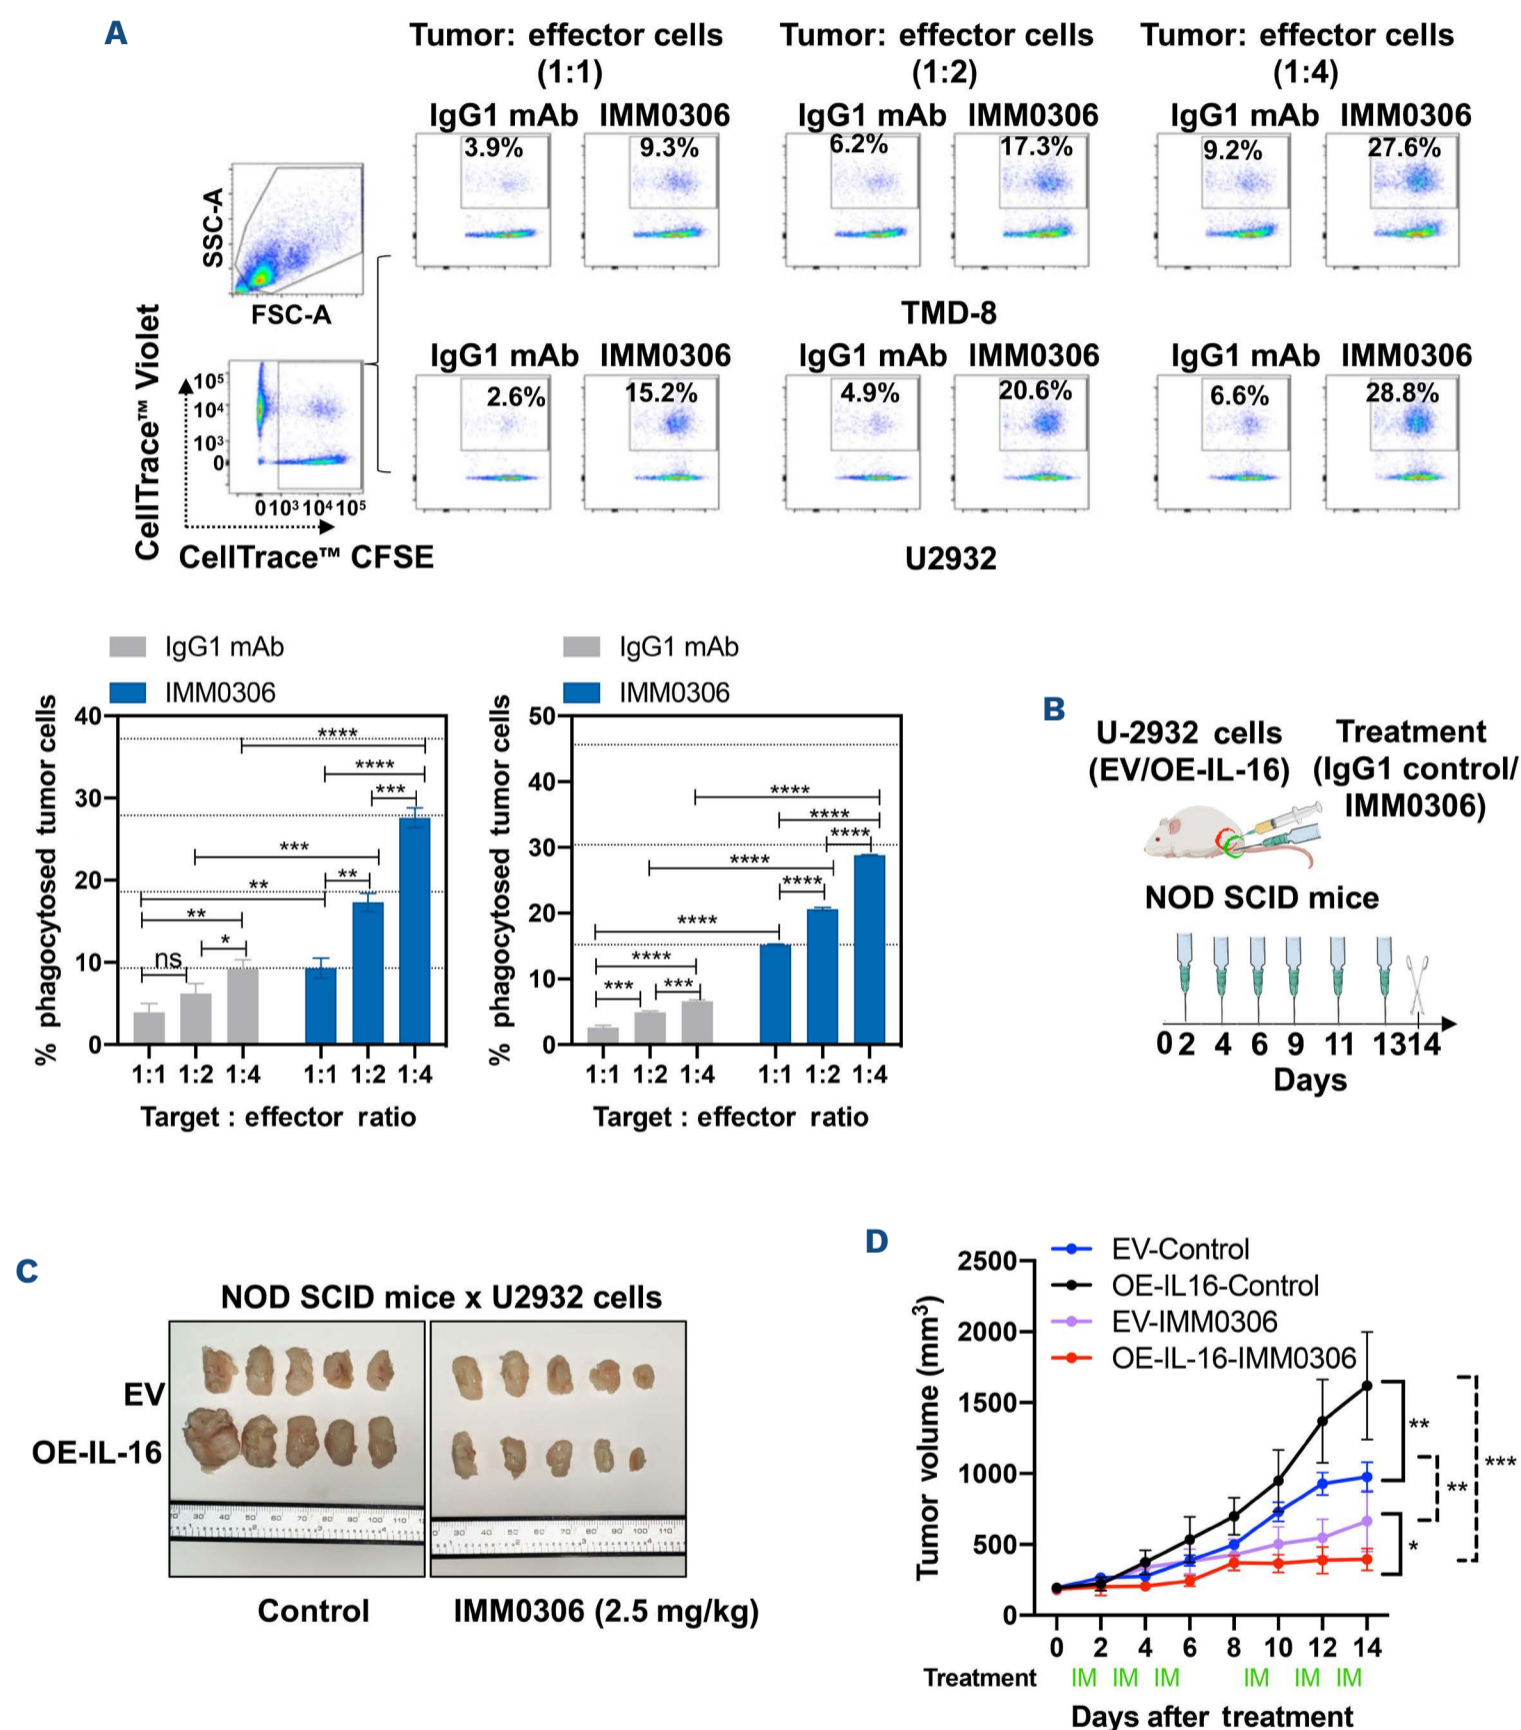 A
Tumor: effector cells (1:1)
Tumor: effector cells (1:2)
Tumor: effector cells (1:4)
IgG1 mAb IMM0306 IgG1 mAb IMM0306 IgG1 mAb IMM0306
3.9% 9.3% 6.2% 17.3% 9.2% 27.6%
SSC-A
FSC-A
TMD-8
IgG1 mAb IMM0306 IgG1 mAb IMM0306 IgG1 mAb IMM0306
2.6% 15.2% 4.9% 20.6% 6.6% 28.8%
CellTrace™ Violet
10⁵
10⁴
10³
0
0 10³ 10⁴ 10⁵
CellTrace™ CFSE
U2932
IgG1 mAb
IMM0306
% phagocytosed tumor cells
40
30
20
10
0
****
****
***
***
**
**
**
*
ns
1:1 1:2 1:4 1:1 1:2 1:4
Target : effector ratio
IgG1 mAb
IMM0306
% phagocytosed tumor cells
50
40
30
20
10
0
****
****
****
****
****
****
****
***
***
1:1 1:2 1:4 1:1 1:2 1:4
Target : effector ratio
B
U-2932 cells
(EV/OE-IL-16)
Treatment
(IgG1 control/
IMM0306)
NOD SCID mice
0 2 4 6 9 11 13 14
Days
C
NOD SCID mice x U2932 cells
EV
OE-IL-16
Control
IMM0306 (2.5 mg/kg)
D
EV-Control
OE-IL16-Control
EV-IMM0306
OE-IL-16-IMM0306
Tumor volume (mm³)
2500
2000
1500
1000
500
0
**
**
***
*
0 2 4 6 8 10 12 14
Treatment IM IM IM IM IM IM
Days after treatment